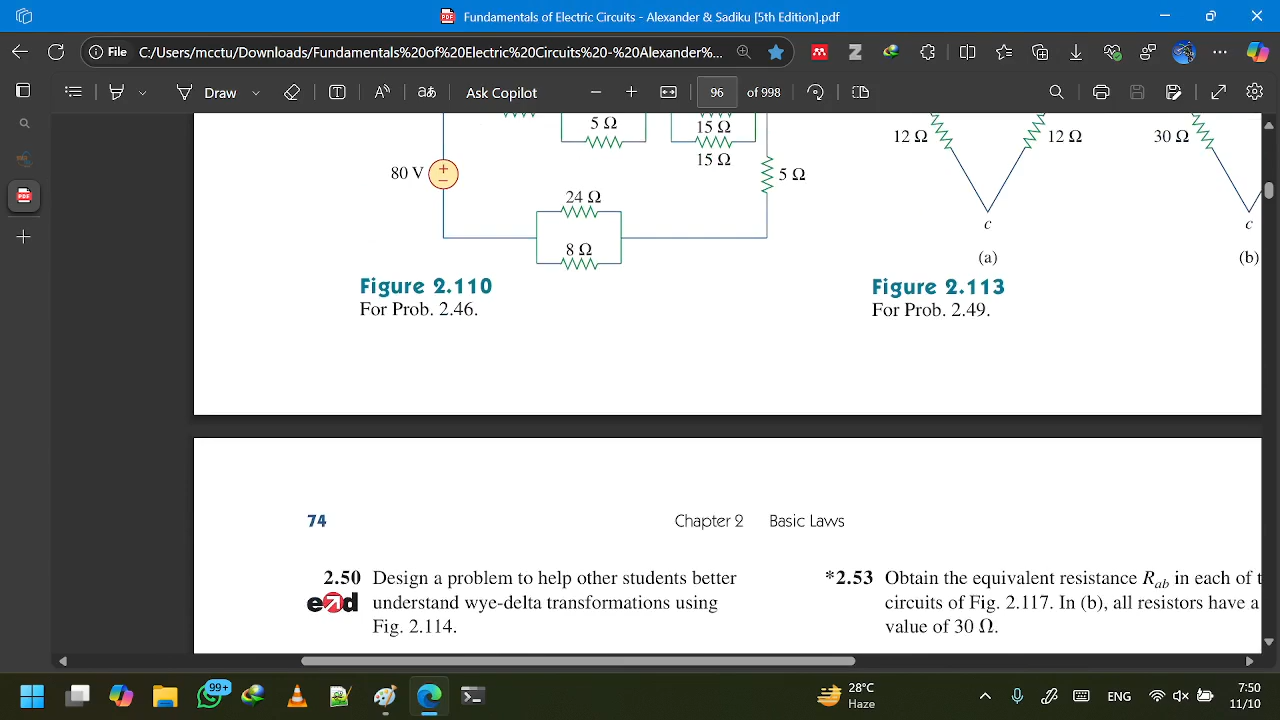 Fundamentals of Electric Circuits - Alexander & Sadiku [5th Edition].pdf
File C:/Users/mcctu/Downloads/Fundamentals%20of%20Electric%20Circuits%20-%20Alexander%...
Draw Ask Copilot 96 of 998
5 Ω
15 Ω
15 Ω
80 V
5 Ω
24 Ω
8 Ω
Figure 2.110
For Prob. 2.46.
12 Ω
12 Ω
30 Ω
c
c
(a)
(b)
Figure 2.113
For Prob. 2.49.
74
Chapter 2 Basic Laws
2.50 Design a problem to help other students better
understand wye-delta transformations using
Fig. 2.114.
*2.53 Obtain the equivalent resistance Rab in each of t
circuits of Fig. 2.117. In (b), all resistors have a
value of 30 Ω.
99+
28°C
Haze
ENG
7:50
11/10